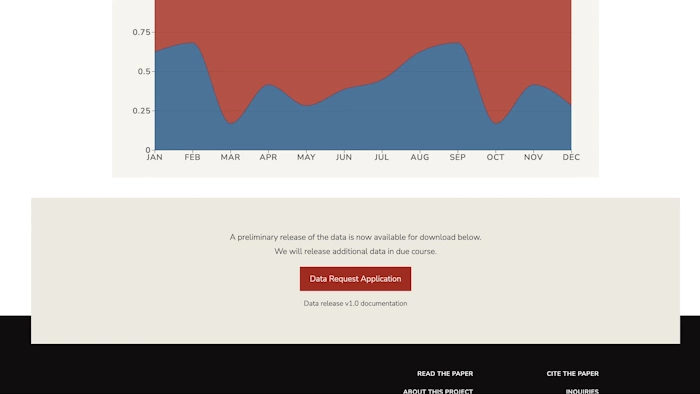 0.75
0.5
0.25
0
JAN FEB MAR APR MAY JUN JUL AUG SEP OCT NOV DEC
A preliminary release of the data is now available for download below.
We will release additional data in due course.
Data Request Application
Data release v1.0 documentation
READ THE PAPER CITE THE PAPER
ABOUT THIS PROJECT INQUIRIES